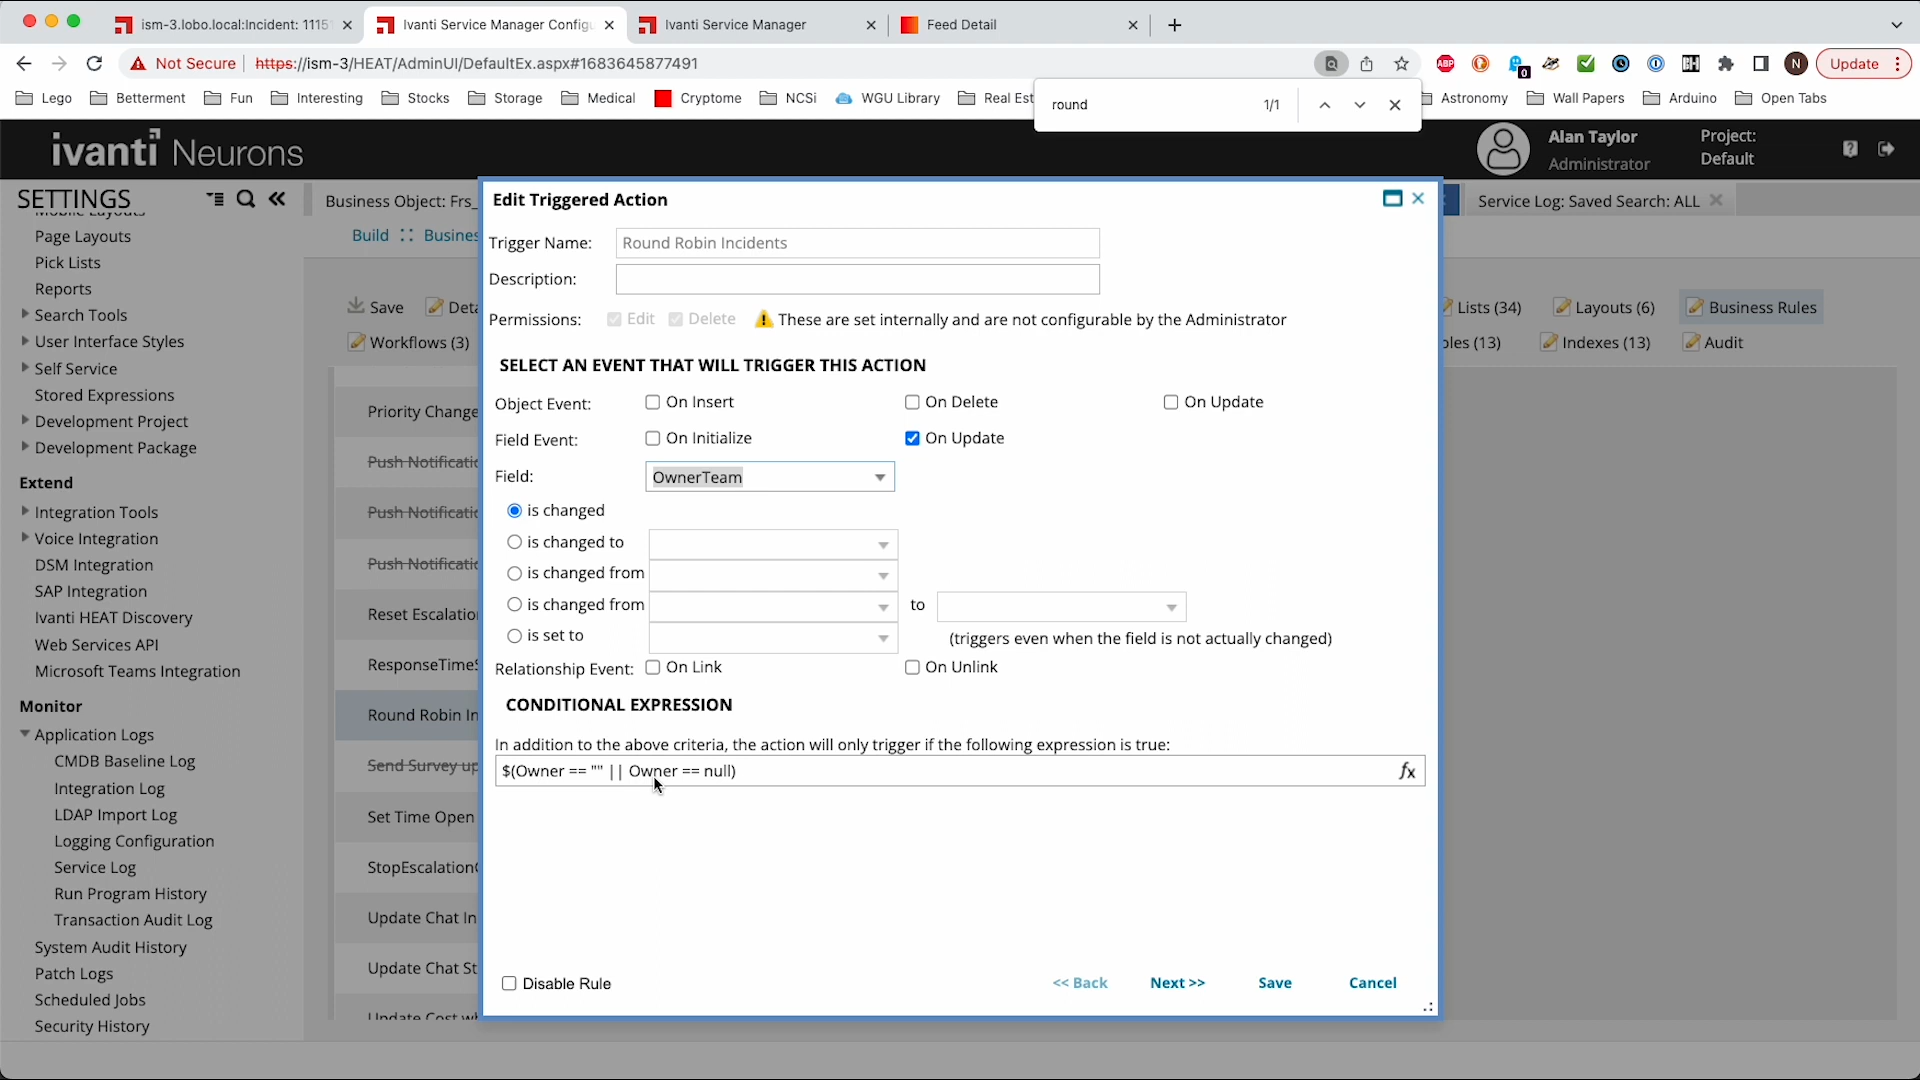 ism-3.lobo.local:Incident: 1115
Ivanti Service Manager Configu
Ivanti Service Manager
Feed Detail
Not Secure
https://ism-3/HEAT/AdminUI/DefaultEx.aspx#1683645877491
ABP
0
N
Update
Lego
Betterment
Fun
Interesting
Stocks
Storage
Medical
Cryptome
NCSi
WGU Library
Real Est
Astronomy
Wall Papers
Arduino
Open Tabs
round
1/1
ivanti Neurons
Alan Taylor
Administrator
Project:
Default
SETTINGS
Mobile Layouts
Page Layouts
Pick Lists
Reports
Search Tools
User Interface Styles
Self Service
Stored Expressions
Development Project
Development Package
Extend
Integration Tools
Voice Integration
DSM Integration
SAP Integration
Ivanti HEAT Discovery
Web Services API
Microsoft Teams Integration
Monitor
Application Logs
CMDB Baseline Log
Integration Log
LDAP Import Log
Logging Configuration
Service Log
Run Program History
Transaction Audit Log
System Audit History
Patch Logs
Scheduled Jobs
Security History
Business Object: Frs_
Service Log: Saved Search: ALL
Build :: Busines
Save
Deta
Lists (34)
Layouts (6)
Business Rules
Workflows (3)
bles (13)
Indexes (13)
Audit
Priority Change
Push Notificatio
Push Notificatio
Push Notificatio
Reset Escalation
ResponseTimeS
Round Robin In
Send Survey up
Set Time Open
StopEscalationC
Update Chat In
Update Chat St
Update Cost wh
Edit Triggered Action
Trigger Name: Round Robin Incidents
Description:
Permissions: Edit Delete These are set internally and are not configurable by the Administrator
SELECT AN EVENT THAT WILL TRIGGER THIS ACTION
Object Event: On Insert On Delete On Update
Field Event: On Initialize On Update
Field: OwnerTeam
is changed
is changed to
is changed from
is changed from to
is set to (triggers even when the field is not actually changed)
Relationship Event: On Link On Unlink
CONDITIONAL EXPRESSION
In addition to the above criteria, the action will only trigger if the following expression is true:
$(Owner == "" || Owner == null) fx
Disable Rule
<< Back
Next >>
Save
Cancel